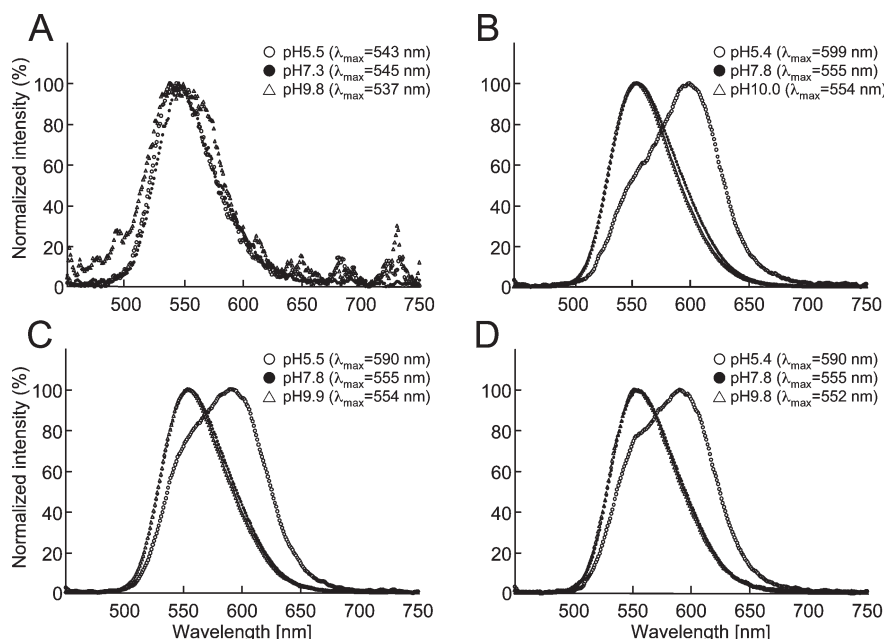 A
pH5.5 (λmax=543 nm)
pH7.3 (λmax=545 nm)
pH9.8 (λmax=537 nm)
Normalized intensity (%)
100
80
60
40
20
0
500
550
600
650
700
750
B
pH5.4 (λmax=599 nm)
pH7.8 (λmax=555 nm)
pH10.0 (λmax=554 nm)
100
80
60
40
20
0
500
550
600
650
700
750
C
pH5.5 (λmax=590 nm)
pH7.8 (λmax=555 nm)
pH9.9 (λmax=554 nm)
Normalized intensity (%)
100
80
60
40
20
0
500
550
600
650
700
750
Wavelength [nm]
D
pH5.4 (λmax=590 nm)
pH7.8 (λmax=555 nm)
pH9.8 (λmax=552 nm)
100
80
60
40
20
0
500
550
600
650
700
750
Wavelength [nm]